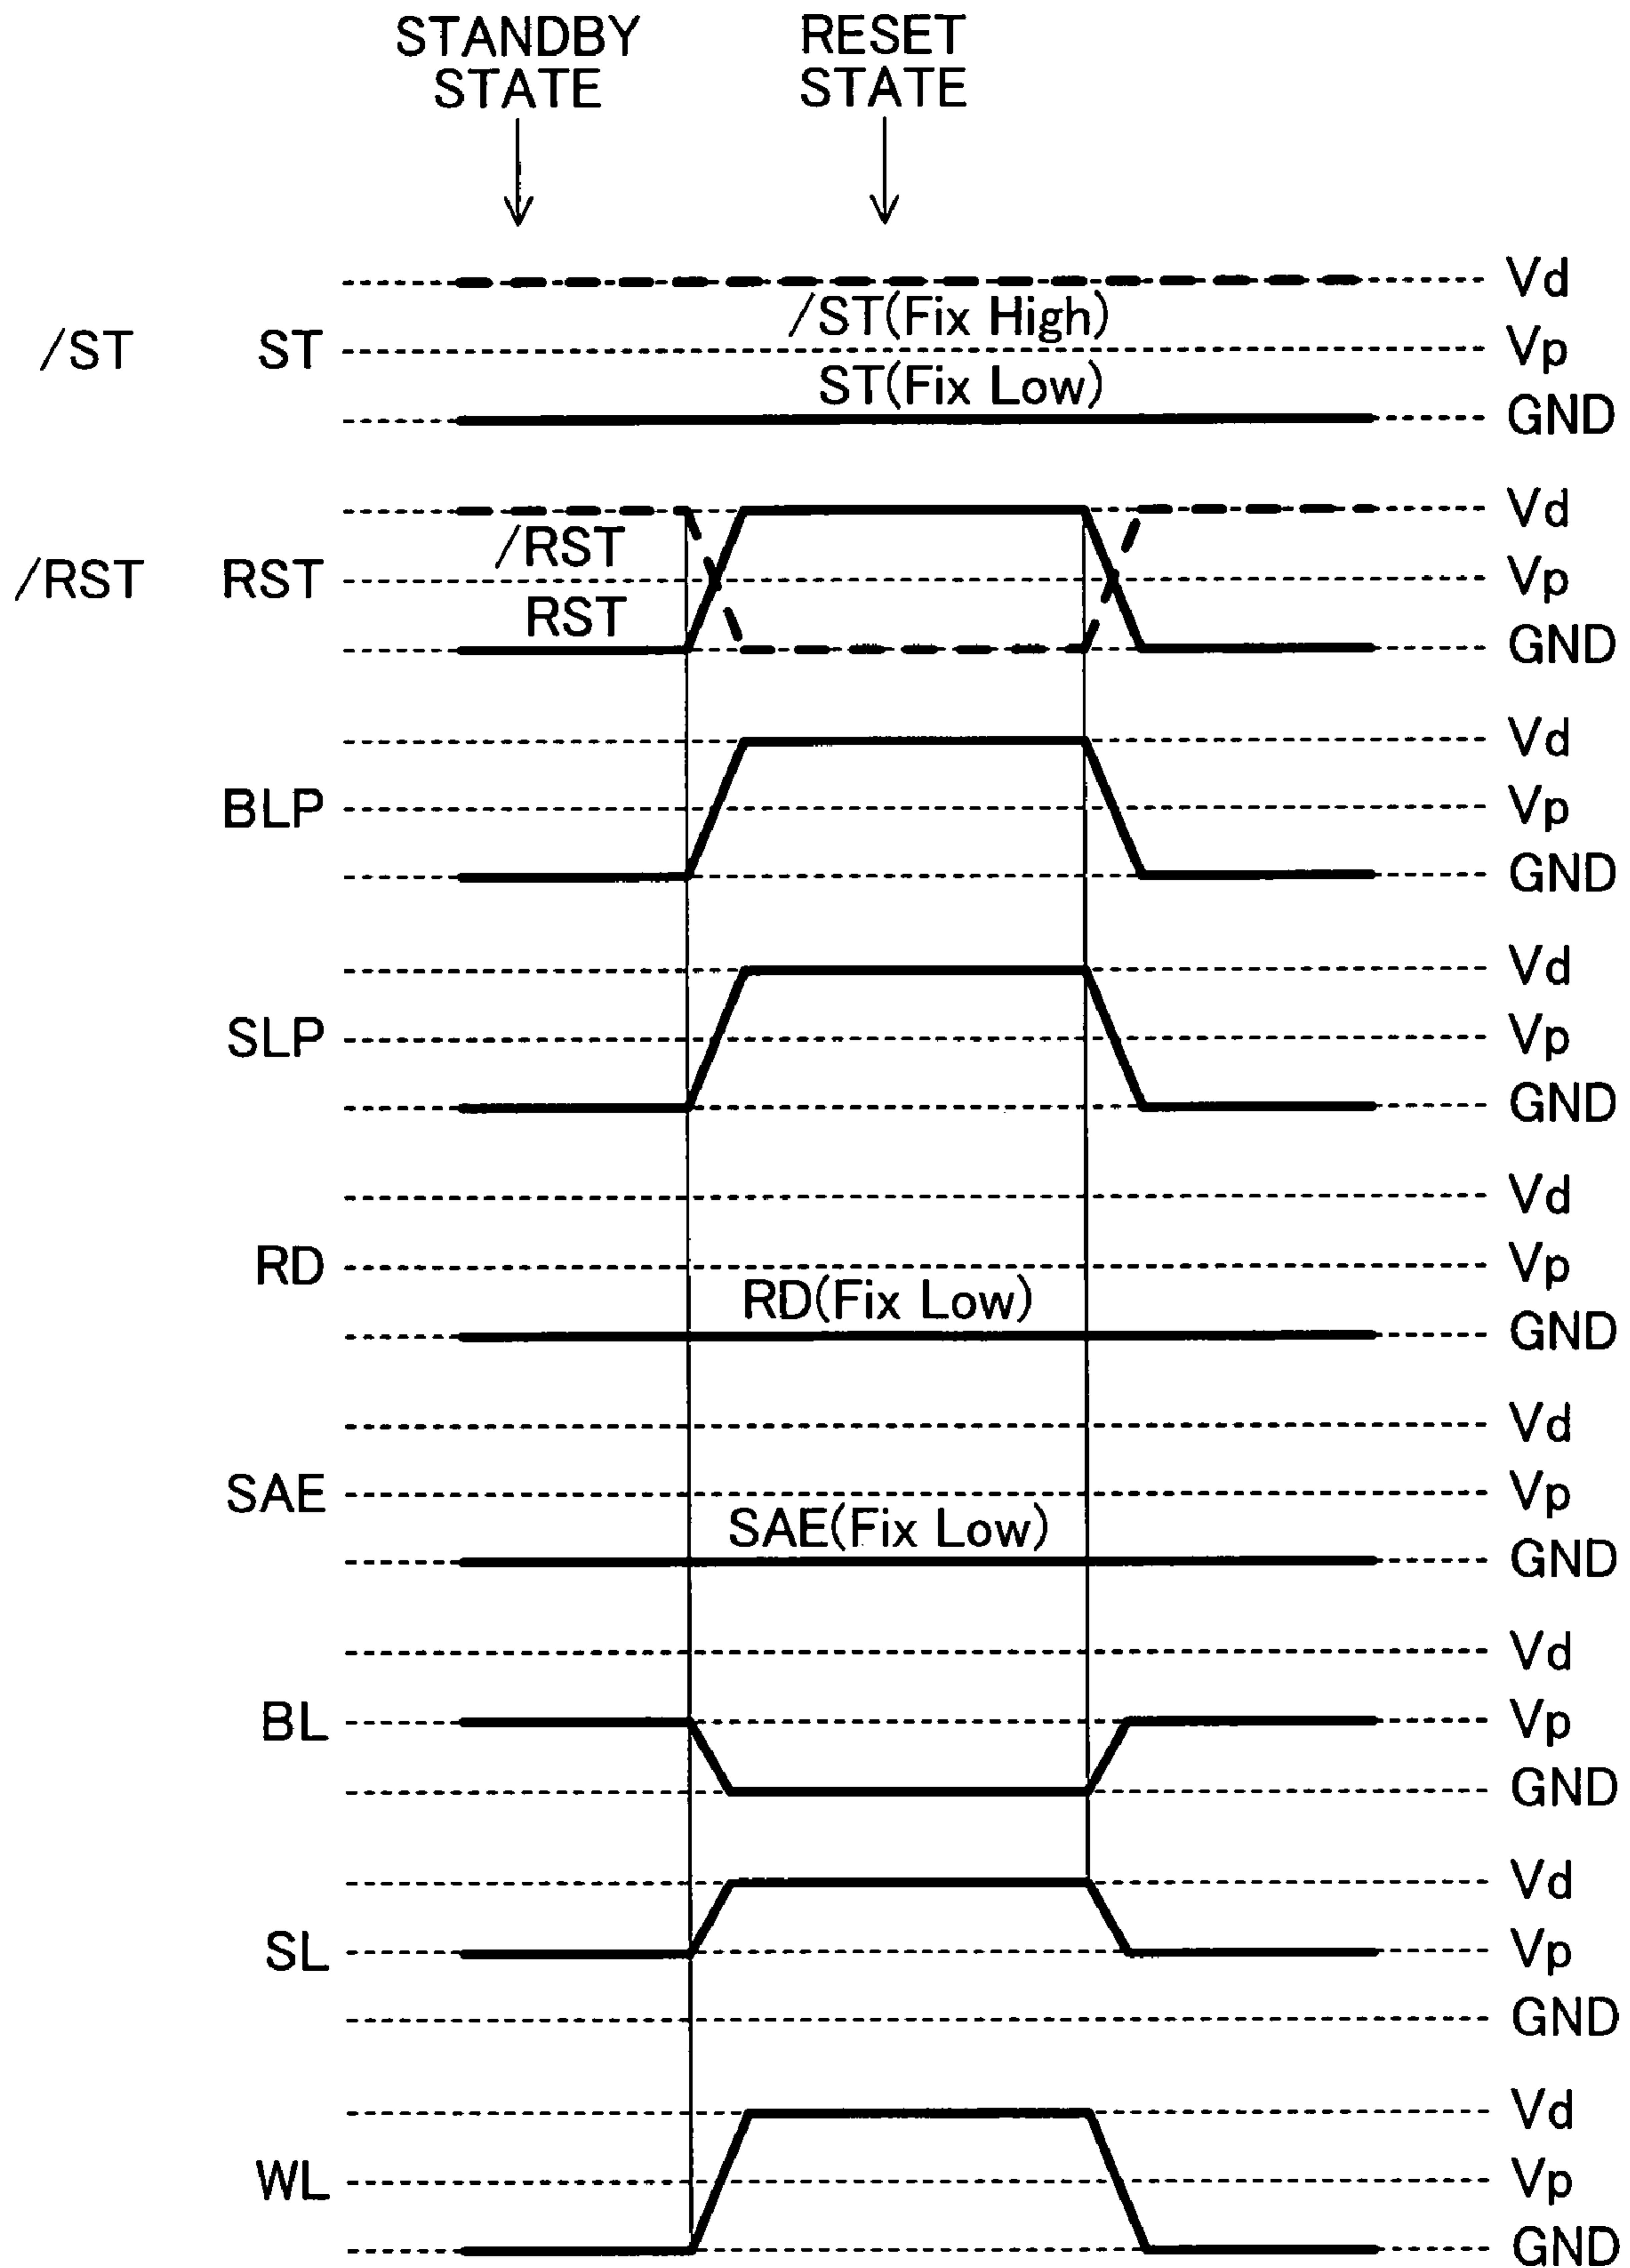 STANDBY
STATE
RESET
STATE
Vd
/ST(Fix High)
/ST ST Vp
ST(Fix Low)
GND
Vd
/RST
/RST RST Vp
RST
GND
Vd
BLP Vp
GND
Vd
SLP Vp
GND
Vd
RD Vp
RD(Fix Low)
GND
Vd
SAE Vp
SAE(Fix Low)
GND
Vd
BL Vp
GND
Vd
SL Vp
GND
Vd
WL Vp
GND